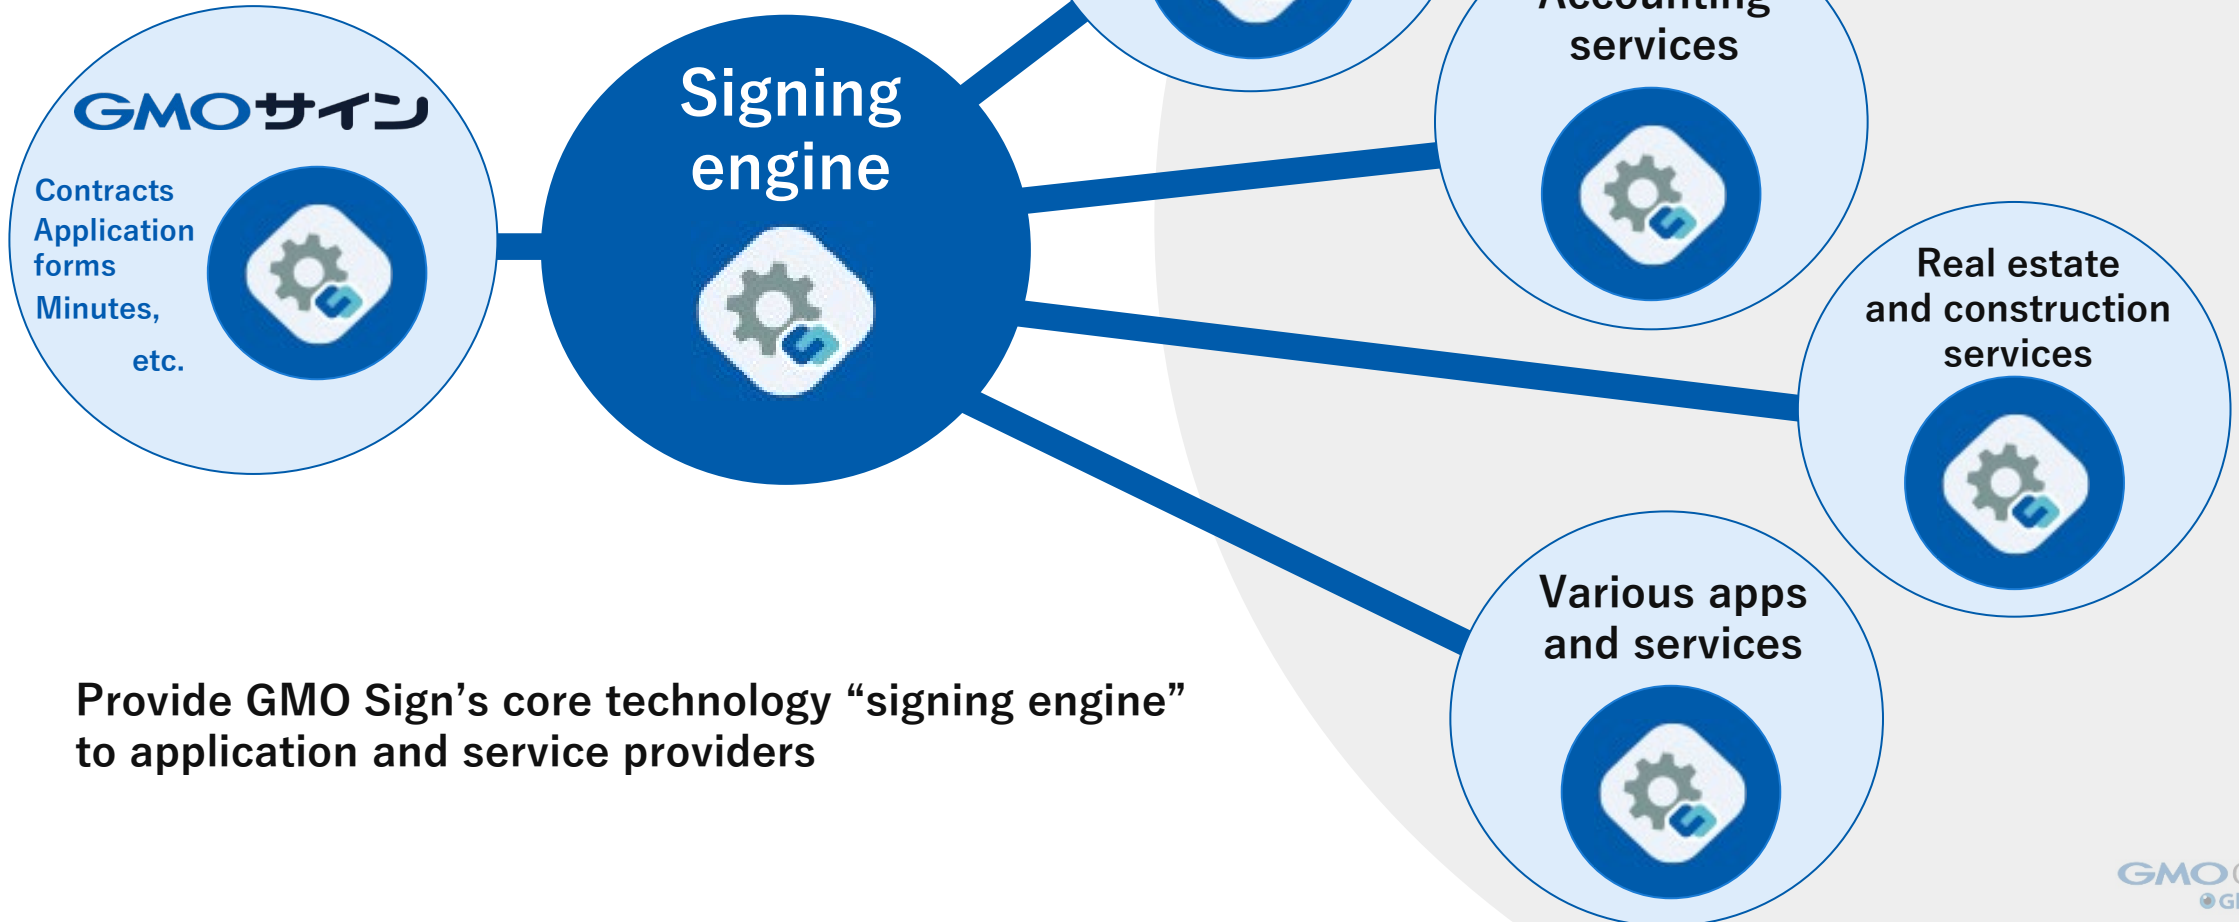 Accounting
services
GMOサイン
Contracts
Application
forms
Minutes,
etc.
Signing
engine
Real estate
and construction
services
Various apps
and services
Provide GMO Sign’s core technology “signing engine”
to application and service providers
GMO